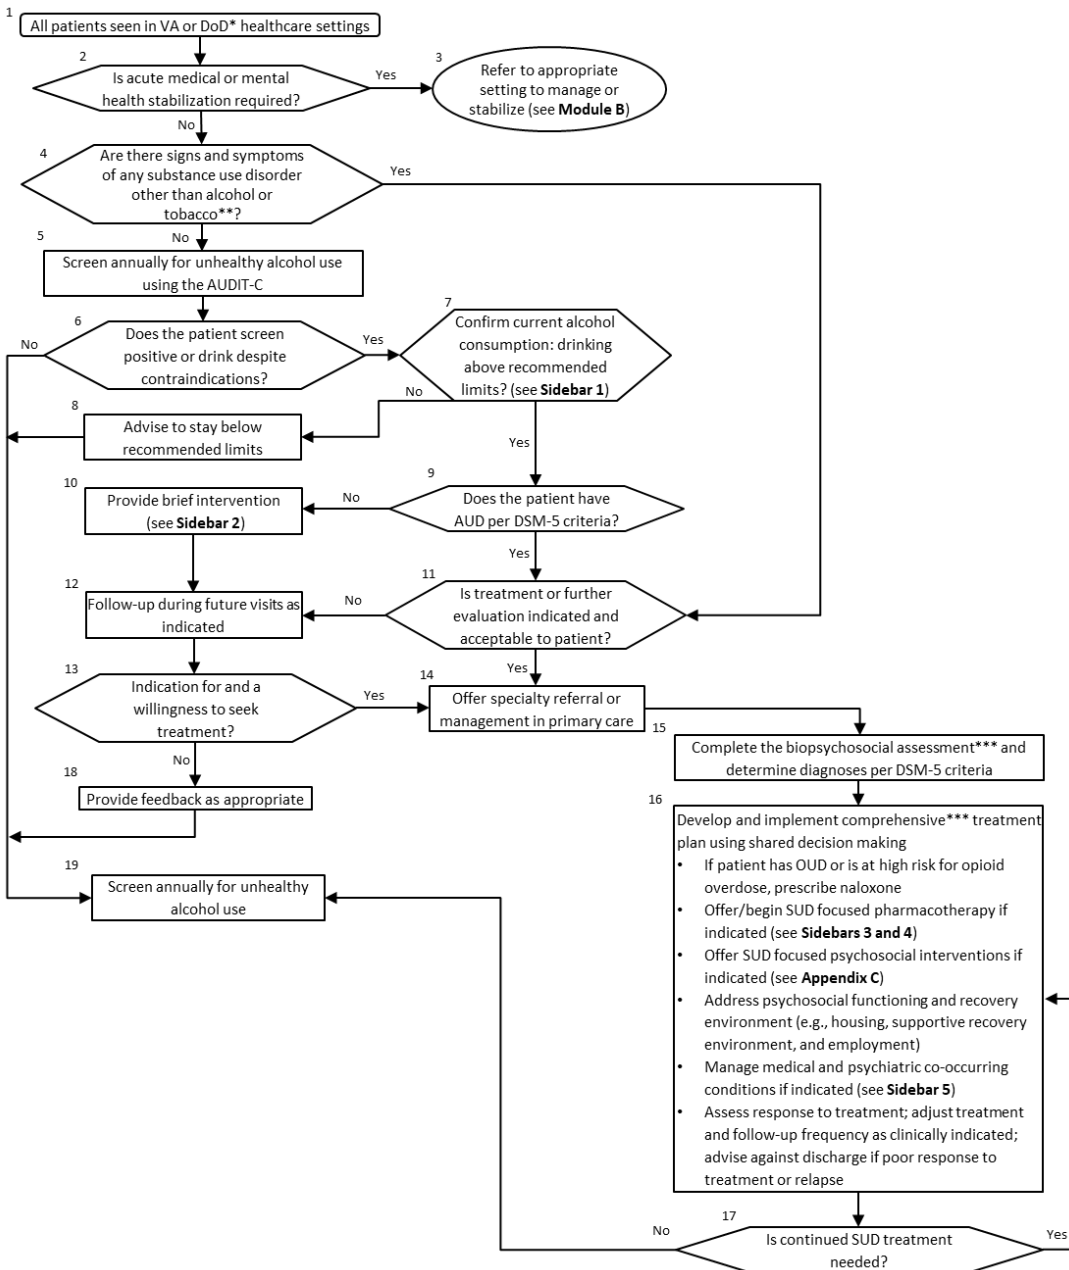 1
All patients seen in VA or DoD* healthcare settings
2
Is acute medical or mental
health stabilization required?
Yes
3
Refer to appropriate
setting to manage or
stabilize (see Module B)
No
4
Are there signs and symptoms
of any substance use disorder
other than alcohol or
tobacco**?
Yes
No
5
Screen annually for unhealthy alcohol use
using the AUDIT-C
6
Does the patient screen
positive or drink despite
contraindications?
No
Yes
7
Confirm current alcohol
consumption: drinking
above recommended
limits? (see Sidebar 1)
No
Yes
8
Advise to stay below
recommended limits
9
Does the patient have
AUD per DSM-5 criteria?
No
Yes
10
Provide brief intervention
(see Sidebar 2)
11
Is treatment or further
evaluation indicated and
acceptable to patient?
No
Yes
12
Follow-up during future visits as
indicated
13
Indication for and a
willingness to seek
treatment?
Yes
No
14
Offer specialty referral or
management in primary care
15
Complete the biopsychosocial assessment*** and
determine diagnoses per DSM-5 criteria
16
Develop and implement comprehensive*** treatment
plan using shared decision making
• If patient has OUD or is at high risk for opioid
overdose, prescribe naloxone
• Offer/begin SUD focused pharmacotherapy if
indicated (see Sidebars 3 and 4)
• Offer SUD focused psychosocial interventions if
indicated (see Appendix C)
• Address psychosocial functioning and recovery
environment (e.g., housing, supportive recovery
environment, and employment)
• Manage medical and psychiatric co-occurring
conditions if indicated (see Sidebar 5)
• Assess response to treatment; adjust treatment
and follow-up frequency as clinically indicated;
advise against discharge if poor response to
treatment or relapse
17
Is continued SUD treatment
needed?
No
Yes
18
Provide feedback as appropriate
19
Screen annually for unhealthy
alcohol use